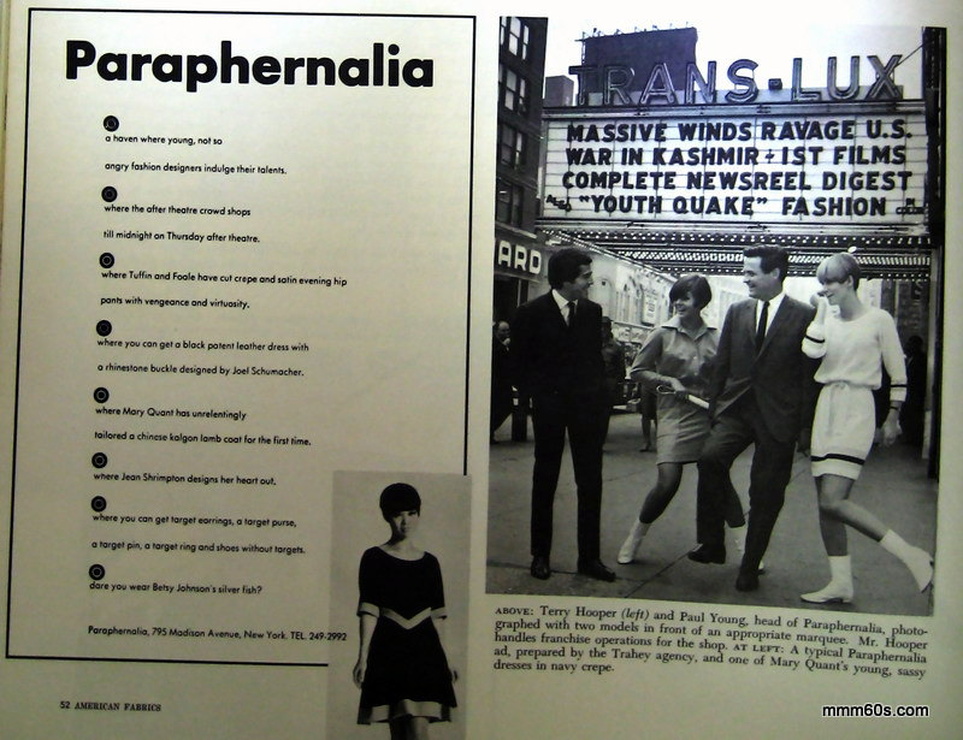 Paraphernalia
a haven where young, not so
angry fashion designers indulge their talents.
where the after theatre crowd shops
till midnight on Thursday after theatre.
where Tuffin and Foale have cut crepe and satin evening hip
pants with vengeance and virtuosity.
where you can get a black patent leather dress with
a rhinestone buckle designed by Joel Schumacher.
where Mary Quant has unrelentingly
tailored a chinese kalgon lamb coat for the first time.
where Jean Shrimpton designs her heart out.
where you can get target earrings, a target purse,
a target pin, a target ring and shoes without targets.
dare you wear Betsy Johnson's silver fish?
Paraphernalia, 795 Madison Avenue, New York. TEL. 249-2992
52 AMERICAN FABRICS
TRANS-LUX
MASSIVE WINDS RAVAGE U.S.
WAR IN KASHMIR + 1ST FILMS
COMPLETE NEWSREEL DIGEST
ALSO "YOUTH QUAKE" FASHION
ARD
ABOVE: Terry Hooper (left) and Paul Young, head of Paraphernalia, photo-
graphed with two models in front of an appropriate marquee. Mr. Hooper
handles franchise operations for the shop. AT LEFT: A typical Paraphernalia
ad, prepared by the Trahey agency, and one of Mary Quant's young, sassy
dresses in navy crepe.
mmm60s.com